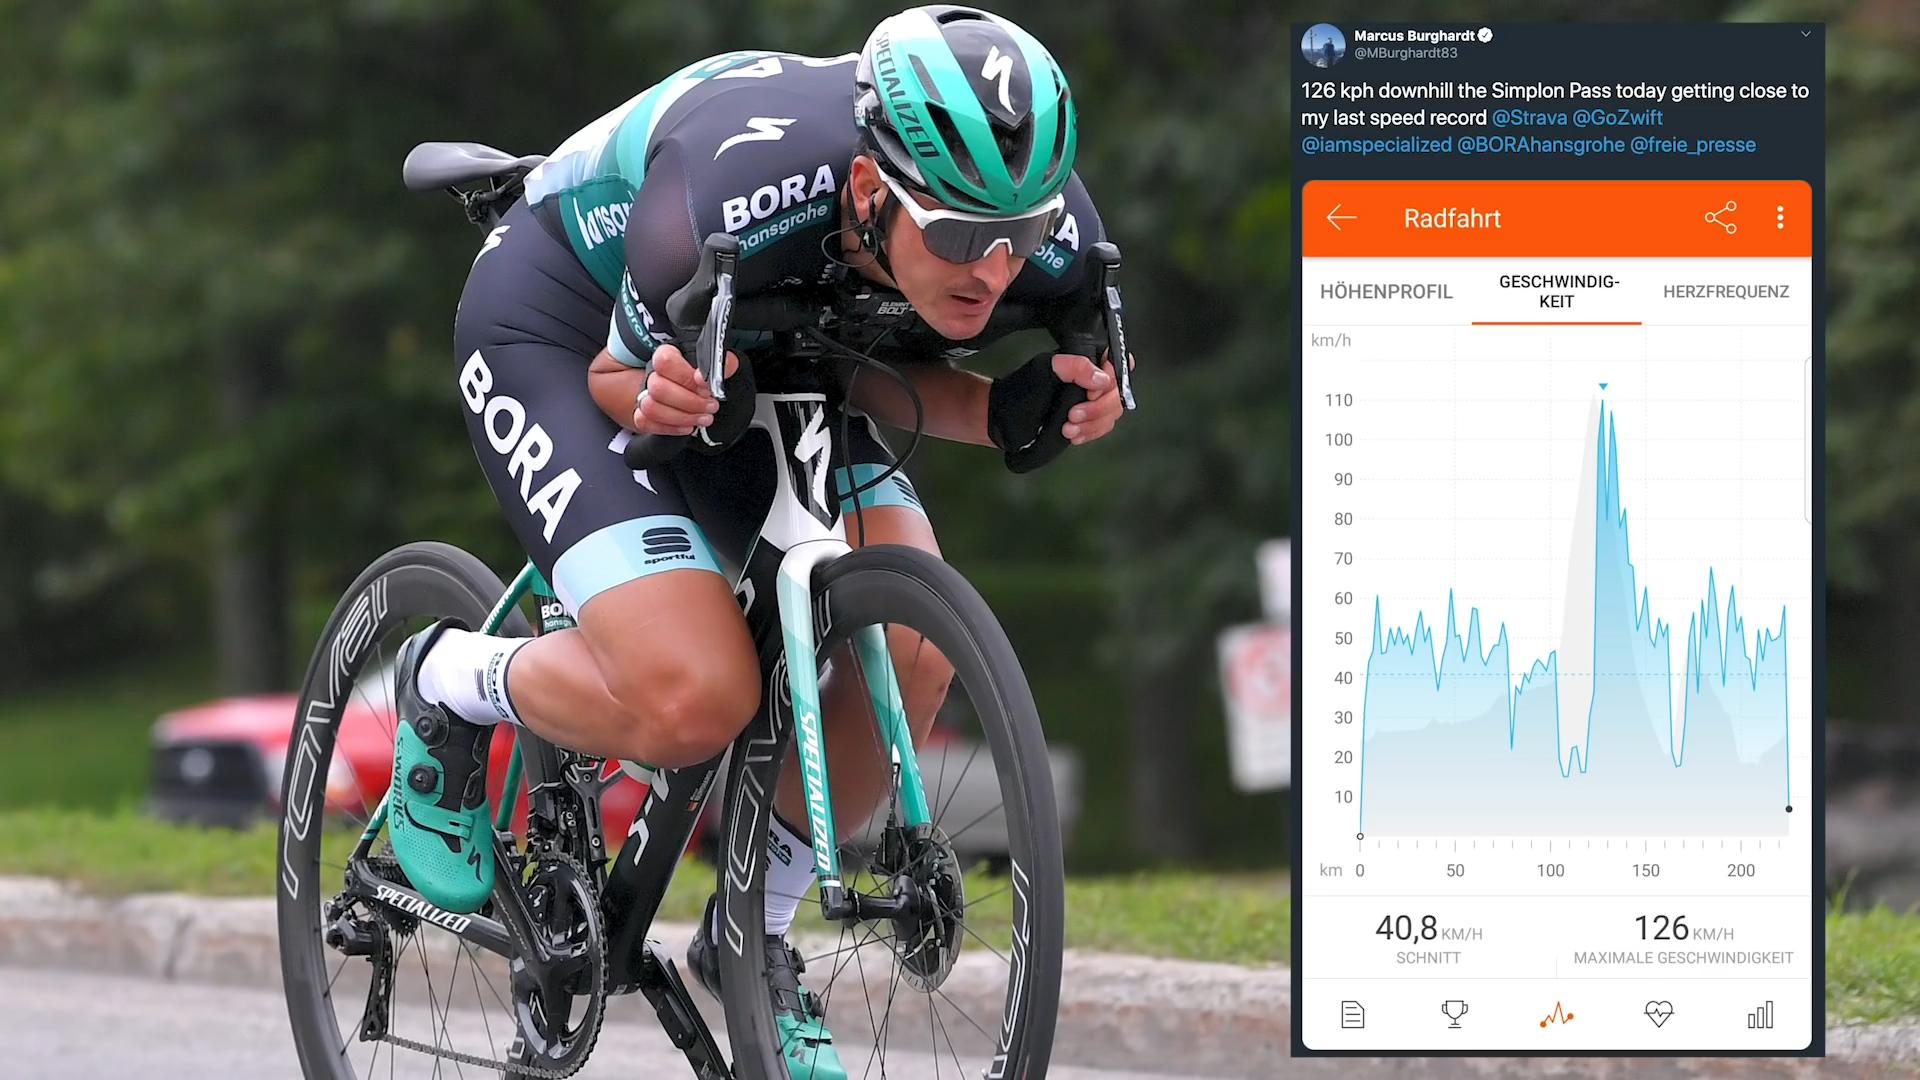 Marcus Burghardt
@MBurghardt83
126 kph downhill the Simplon Pass today getting close to
my last speed record @Strava @GoZwift
@iamspecialized @BORAhansgrohe @freie_presse
Radfahrt
HÖHENPROFIL
GESCHWINDIG-
KEIT
HERZFREQUENZ
km/h
110
100
90
80
70
60
50
40
30
20
10
km 0 50 100 150 200
40,8 KM/H
SCHNITT
126 KM/H
MAXIMALE GESCHWINDIGKEIT
SPECIALIZED
BORA
hansgrohe
ELEMNT
BOLT
BORA
sportful
SPECIALIZED
SPECIALIZED
S-WORKS
ROVAL